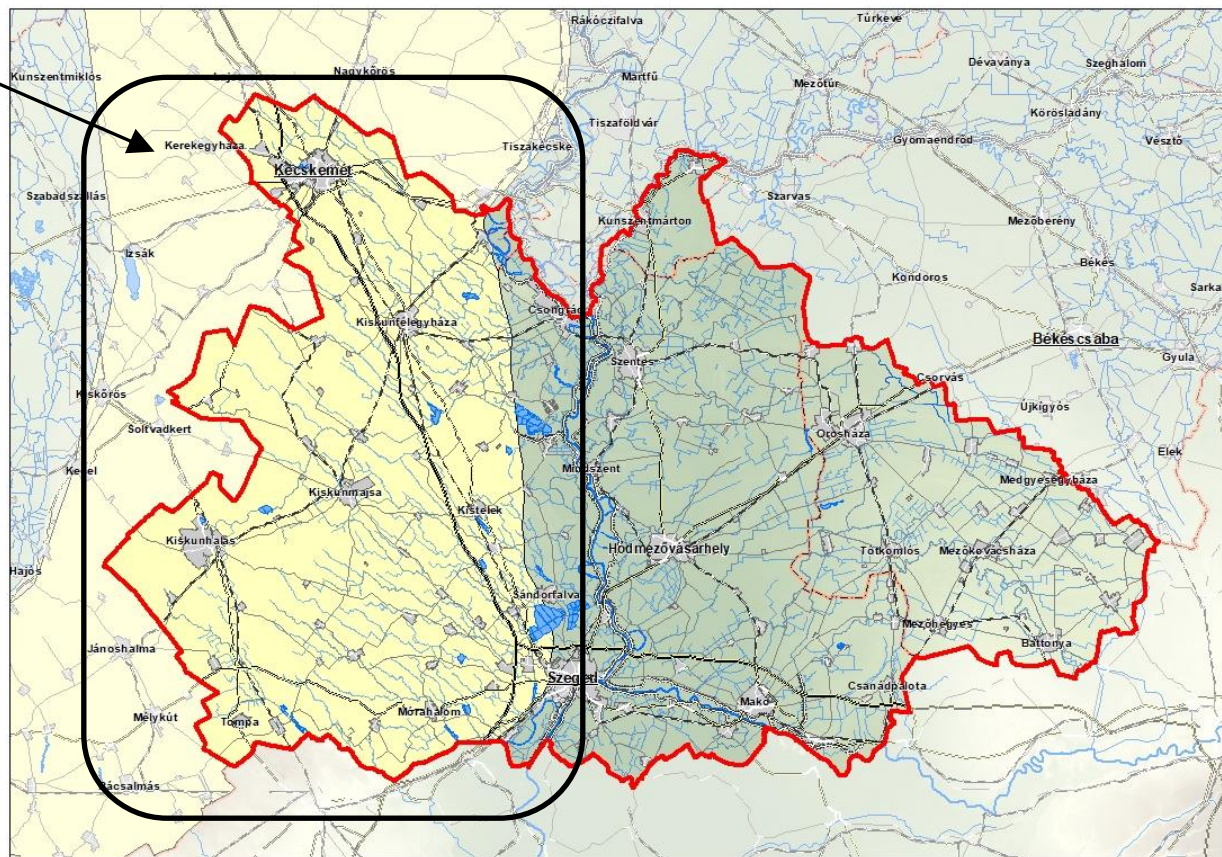 Rákóczifalva
Túrkeve
Kunszentmiklós
Nagykőrös
Martfű
Mezőtúr
Dévaványa
Szeghalom
Körösladány
Tiszaföldvár
Kerekegyháza
Tiszakécske
Gyomaendrőd
Vésztő
Kecskemét
Szabadszállás
Szarvas
Kunszentmárton
Mezőberény
Izsák
Békés
Kondoros
Sarka
Csongrád
Kiskunfélegyháza
Békéscsaba
Gyula
Szentes
Csorvás
Kiskőrös
Újkígyós
Soltvadkert
Orosháza
Elek
Mindszent
Medgyesegyháza
Kiskunmajsa
Kistelek
Kiskunhalas
Hódmezővásárhely
Tótkomlós
Mezőkovácsháza
Hajós
Sándorfalva
Mezőhegyes
Battonya
Jánoshalma
Szeged
Csanádpalota
Makó
Mórahalom
Mélykút
Tompa
Bácsalmás